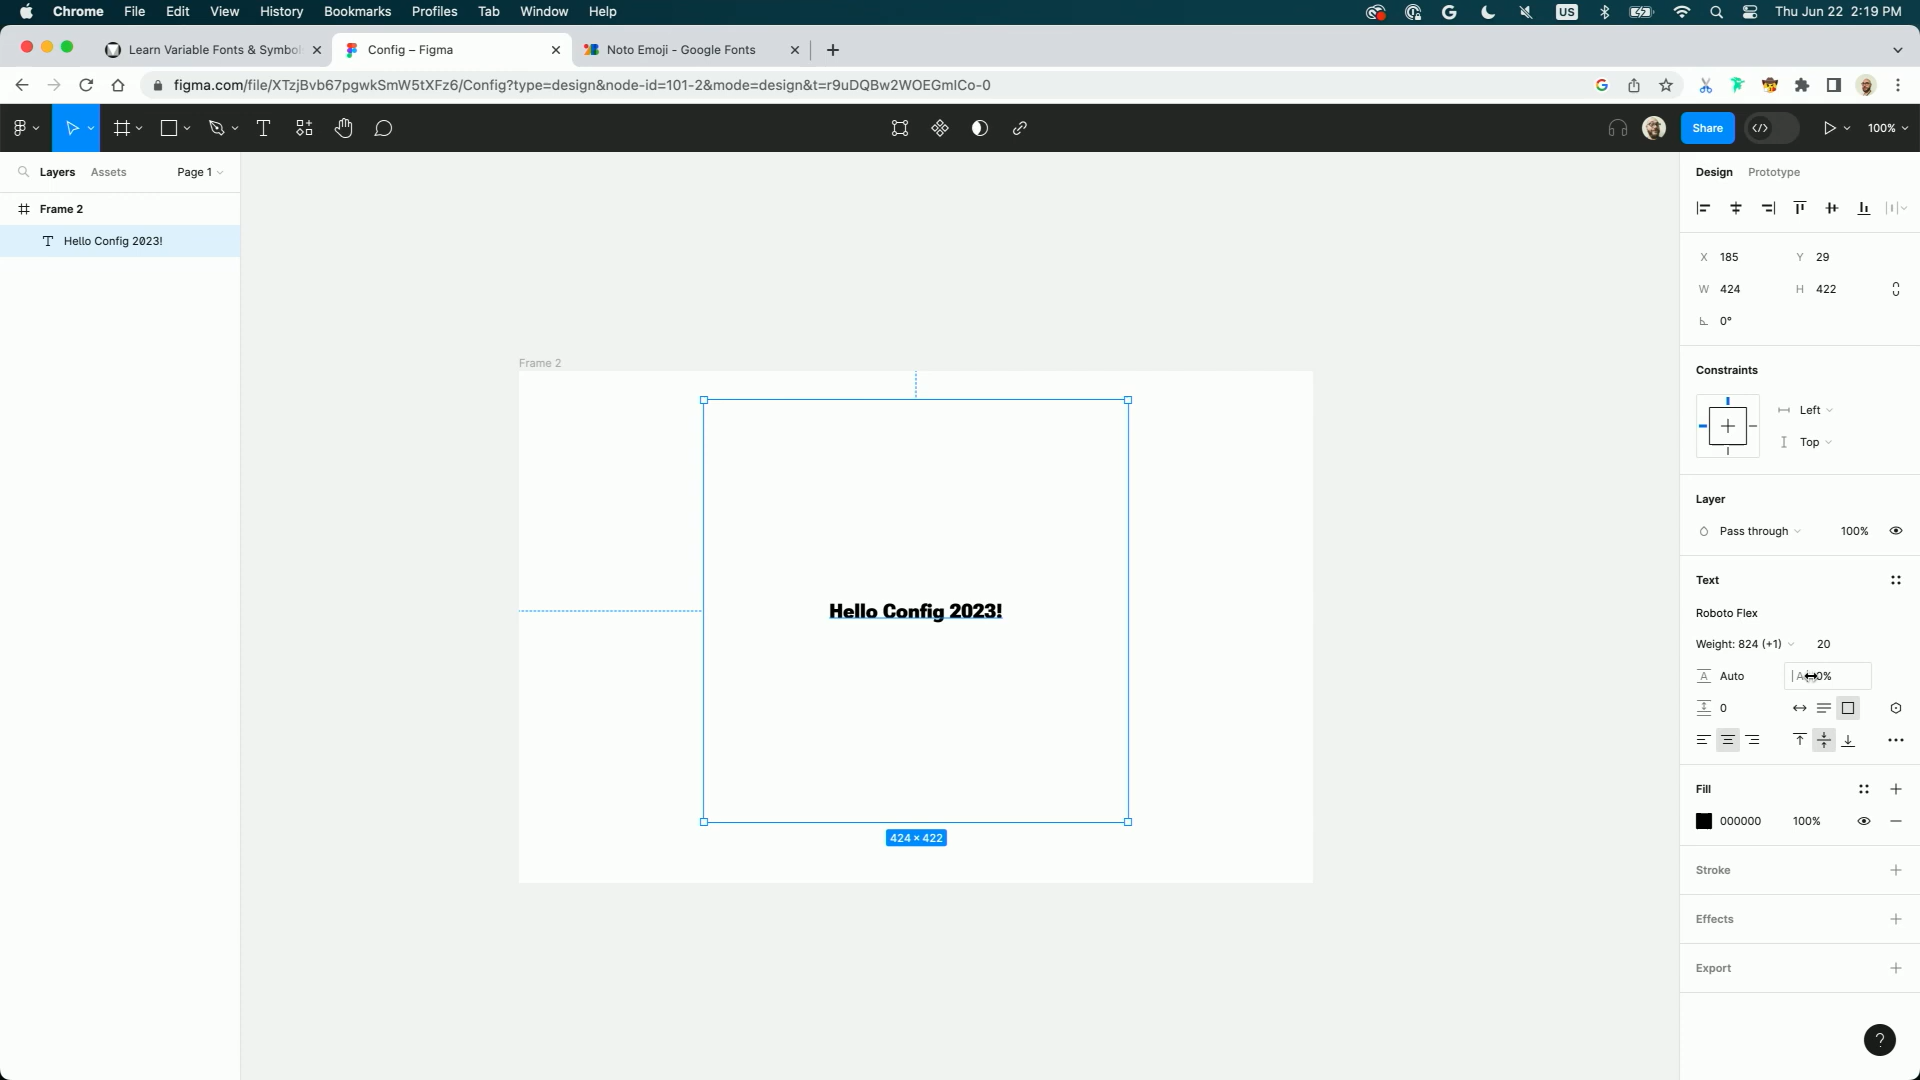 Chrome File Edit View History Bookmarks Profiles Tab Window Help US Thu Jun 22 2:19 PM
Learn Variable Fonts & Symbol Config – Figma Noto Emoji - Google Fonts
figma.com/file/XTzjBvb67pgwkSmW5tXFz6/Config?type=design&node-id=101-2&mode=design&t=r9uDQBw2WOEGmlCo-0
Share 100%
Layers Assets Page 1
Frame 2
Hello Config 2023!
Frame 2
Hello Config 2023!
424 × 422
Design Prototype
X 185 Y 29
W 424 H 422
0°
Constraints
Left
Top
Layer
Pass through 100%
Text
Roboto Flex
Weight: 824 (+1) 20
A Auto A 0%
0
Fill
000000 100%
Stroke
Effects
Export
?